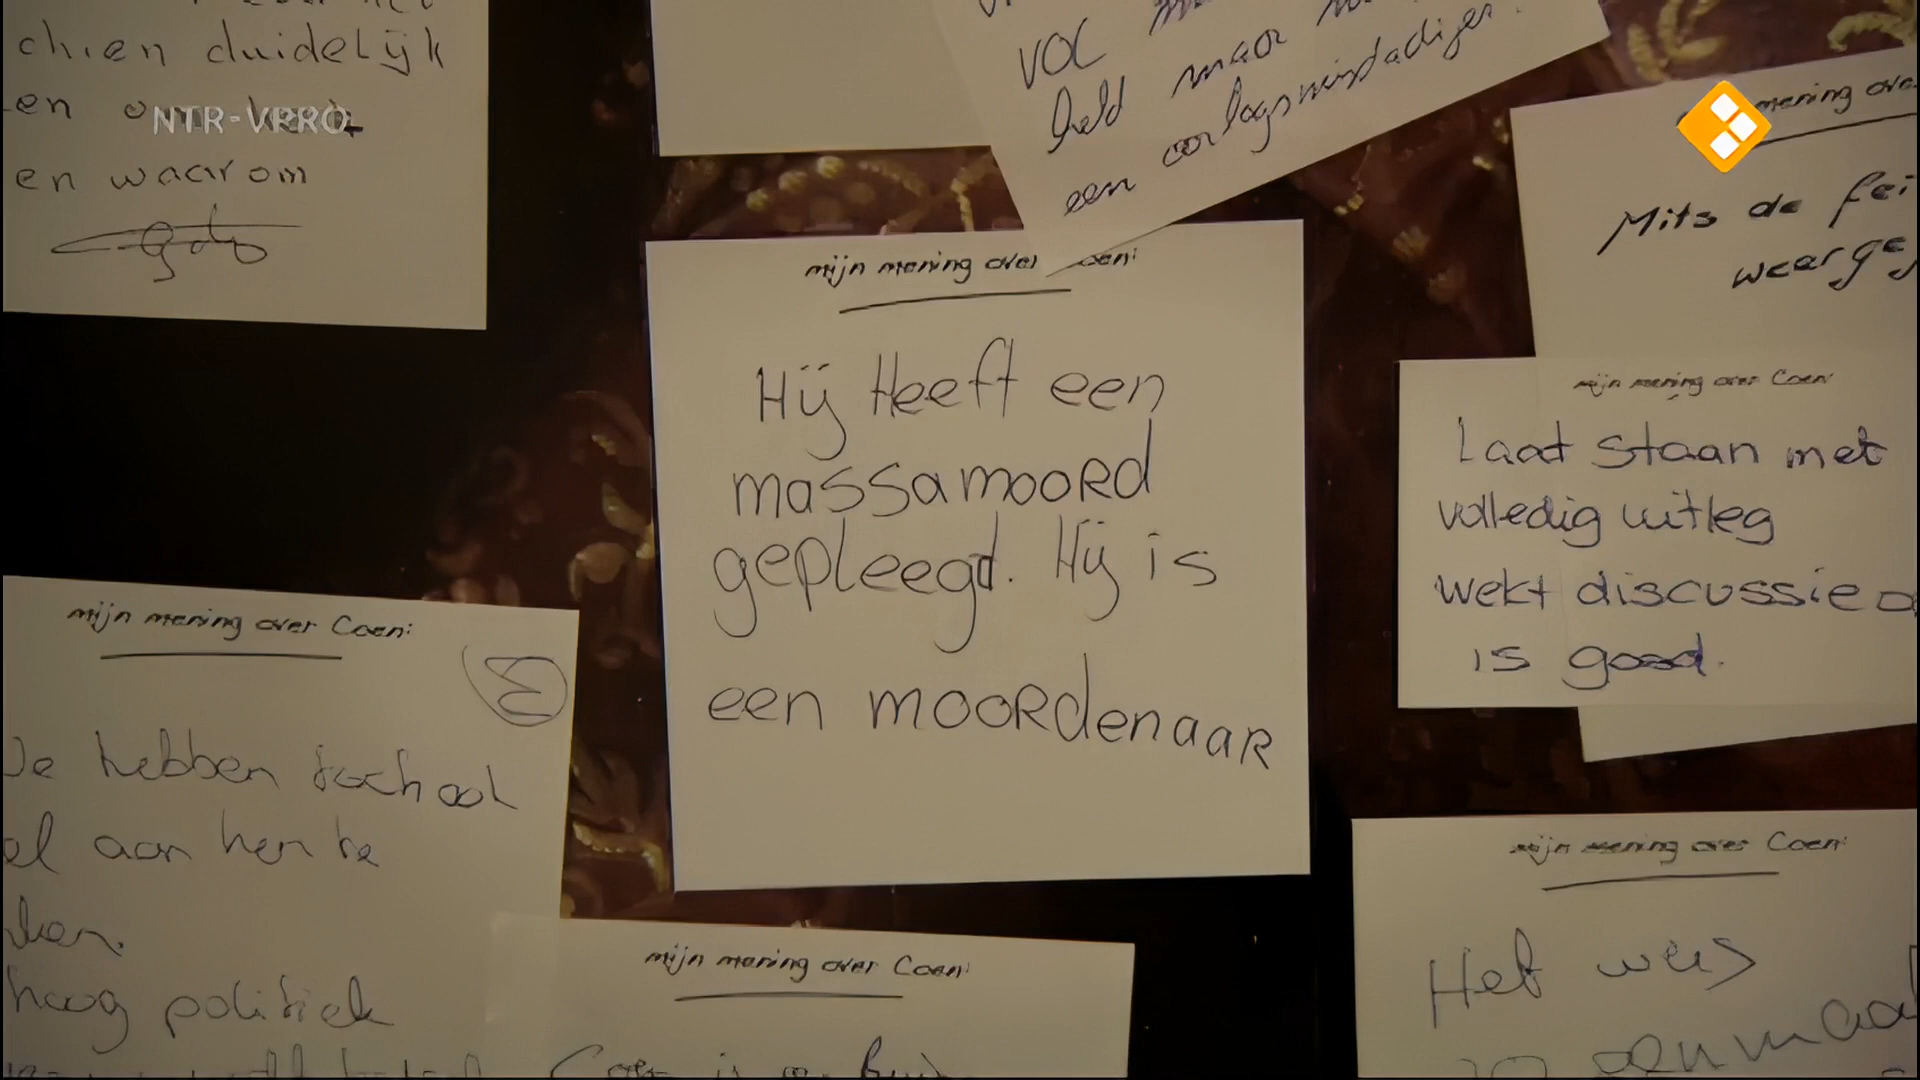 chien duidelijk
en
en waarom
NTR-VPRO
VOC
held maar
een oorlogsmisdadiger.
mening over
Mits de fei
weerge
mijn mening over Coen:
Hij Heeft een
massamoord
gepleegd. Hij is
een moordenaar
mijn mening over Coen:
Laat staan met
volledig uitleg
wekt discussie o
is goed.
mijn mening over Coen:
We hebben toch ook
el aan hen te
ken.
hoog politiek
mijn mening over Coen:
Coen is
mijn mening over Coen:
Het was